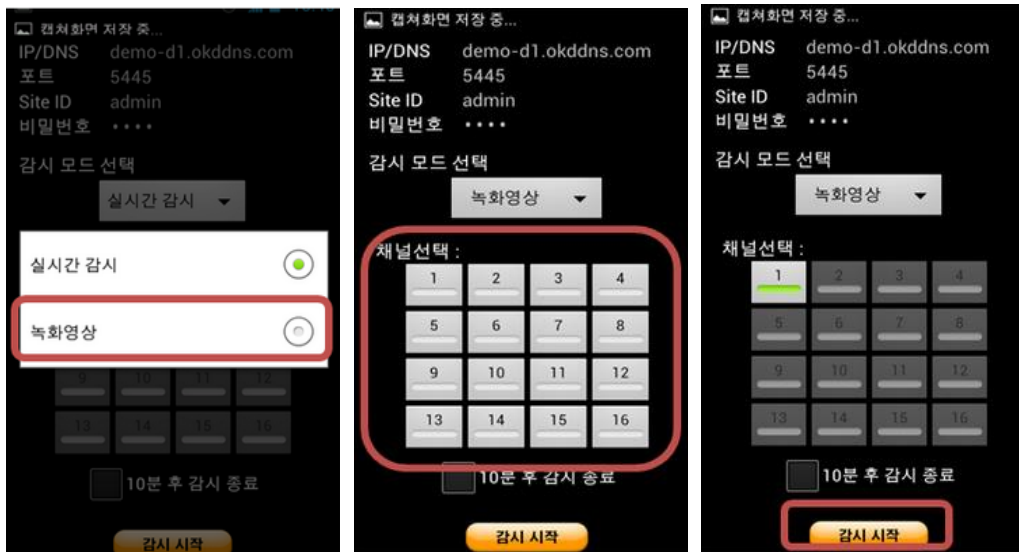 캡쳐화면 저장 중...
IP/DNS demo-d1.okddns.com
포트 5445
Site ID admin
비밀번호 ····
감시 모드 선택
실시간 감시
실시간 감시
녹화영상
9 10 11 12
13 14 15 16
10분 후 감시 종료
감시 시작
캡쳐화면 저장 중...
IP/DNS demo-d1.okddns.com
포트 5445
Site ID admin
비밀번호 ····
감시 모드 선택
녹화영상
채널선택 :
1 2 3 4
5 6 7 8
9 10 11 12
13 14 15 16
10분 후 감시 종료
감시 시작
캡쳐화면 저장 중...
IP/DNS demo-d1.okddns.com
포트 5445
Site ID admin
비밀번호 ····
감시 모드 선택
녹화영상
채널선택 :
1 2 3 4
5 6 7 8
9 10 11 12
13 14 15 16
10분 후 감시 종료
감시 시작